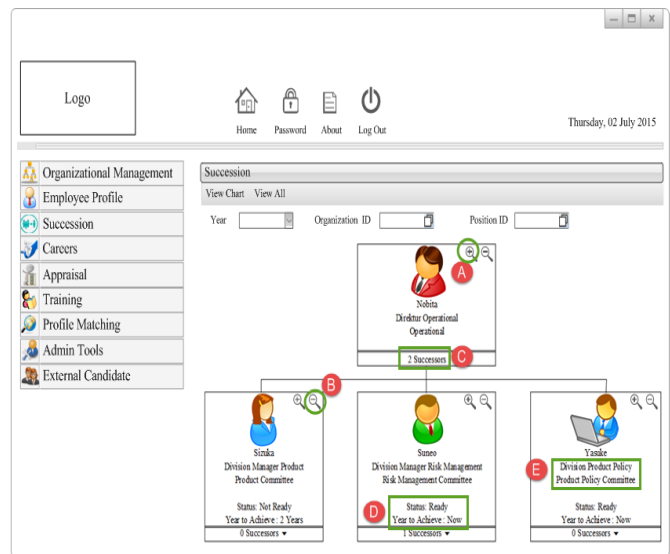 Logo
Home Password About Log Out
Thursday, 02 July 2015
Organizational Management
Employee Profile
Succession
Careers
Appraisal
Training
Profile Matching
Admin Tools
External Candidate
Succession
View Chart View All
Year Organization ID Position ID
A
Nobita
Direktur Operational
Operational
2 Successors
C
B
Sizuka
Division Manager Product
Product Committee
Status: Not Ready
Year to Achieve : 2 Years
0 Successors
Suneo
Division Manager Risk Management
Risk Management Committee
D
Status: Ready
Year to Achieve : Now
1 Successors
Yasuke
E
Division Product Policy
Product Policy Committee
Status: Ready
Year to Achieve : Now
0 Successors